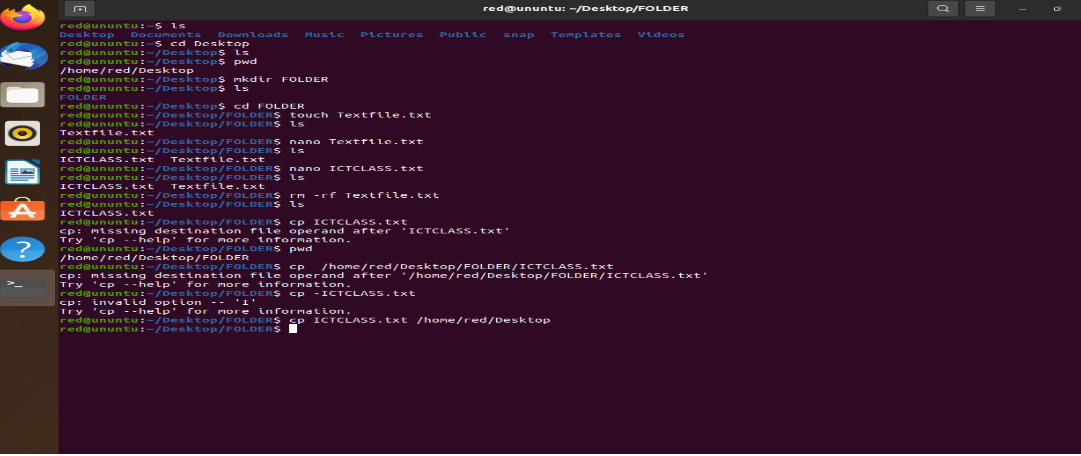 red@ununtu: ~/Desktop/FOLDER
red@ununtu:~$ ls
Desktop  Documents  Downloads  Music  Pictures  Public  snap  Templates  Videos
red@ununtu:~$ cd Desktop
red@ununtu:~/Desktop$ ls
red@ununtu:~/Desktop$ pwd
/home/red/Desktop
red@ununtu:~/Desktop$ mkdir FOLDER
red@ununtu:~/Desktop$ ls
FOLDER
red@ununtu:~/Desktop$ cd FOLDER
red@ununtu:~/Desktop/FOLDER$ touch Textfile.txt
red@ununtu:~/Desktop/FOLDER$ ls
Textfile.txt
red@ununtu:~/Desktop/FOLDER$ nano Textfile.txt
red@ununtu:~/Desktop/FOLDER$ ls
ICTCLASS.txt  Textfile.txt
red@ununtu:~/Desktop/FOLDER$ nano ICTCLASS.txt
red@ununtu:~/Desktop/FOLDER$ ls
ICTCLASS.txt  Textfile.txt
red@ununtu:~/Desktop/FOLDER$ rm -rf Textfile.txt
red@ununtu:~/Desktop/FOLDER$ ls
ICTCLASS.txt
red@ununtu:~/Desktop/FOLDER$ cp ICTCLASS.txt
cp: missing destination file operand after 'ICTCLASS.txt'
Try 'cp --help' for more information.
red@ununtu:~/Desktop/FOLDER$ pwd
/home/red/Desktop/FOLDER
red@ununtu:~/Desktop/FOLDER$ cp  /home/red/Desktop/FOLDER/ICTCLASS.txt
cp: missing destination file operand after '/home/red/Desktop/FOLDER/ICTCLASS.txt'
Try 'cp --help' for more information.
red@ununtu:~/Desktop/FOLDER$ cp -ICTCLASS.txt
cp: invalid option -- 'I'
Try 'cp --help' for more information.
red@ununtu:~/Desktop/FOLDER$ cp ICTCLASS.txt /home/red/Desktop
red@ununtu:~/Desktop/FOLDER$